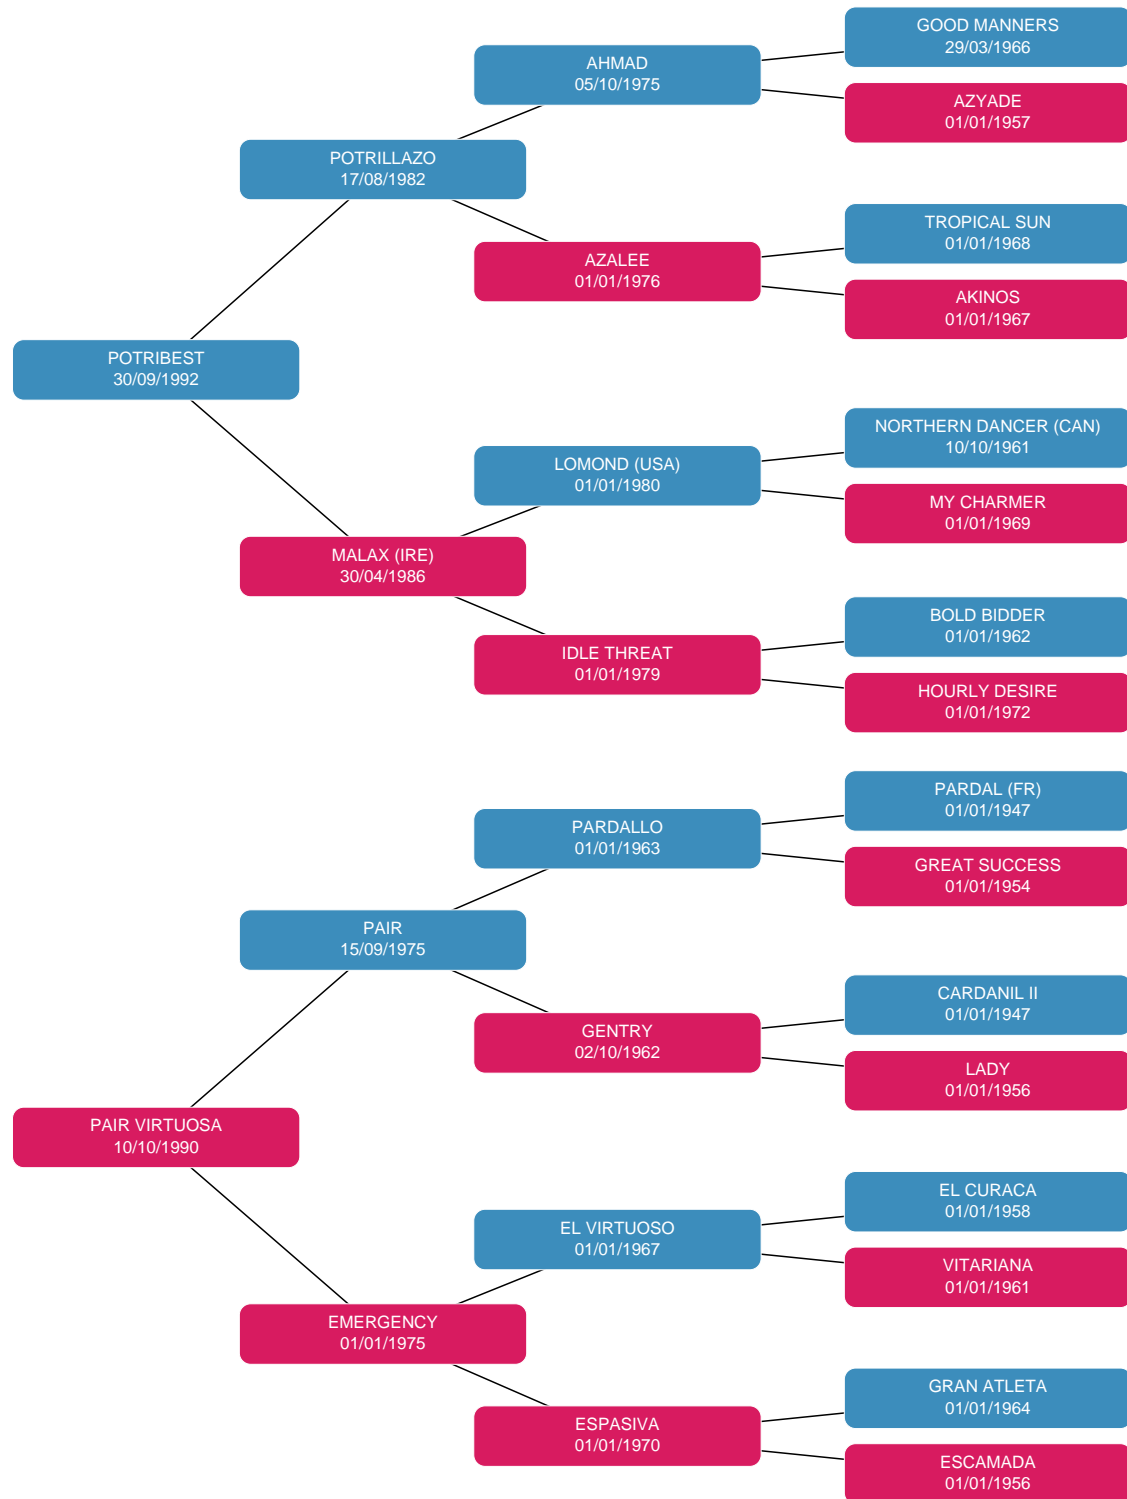 GOOD MANNERS
29/03/1966
AHMAD
05/10/1975
AZYADE
01/01/1957
POTRILLAZO
17/08/1982
TROPICAL SUN
01/01/1968
AZALEE
01/01/1976
AKINOS
01/01/1967
POTRIBEST
30/09/1992
NORTHERN DANCER (CAN)
10/10/1961
LOMOND (USA)
01/01/1980
MY CHARMER
01/01/1969
MALAX (IRE)
30/04/1986
BOLD BIDDER
01/01/1962
IDLE THREAT
01/01/1979
HOURLY DESIRE
01/01/1972
PARDAL (FR)
01/01/1947
PARDALLO
01/01/1963
GREAT SUCCESS
01/01/1954
PAIR
15/09/1975
CARDANIL II
01/01/1947
GENTRY
02/10/1962
LADY
01/01/1956
PAIR VIRTUOSA
10/10/1990
EL CURACA
01/01/1958
EL VIRTUOSO
01/01/1967
VITARIANA
01/01/1961
EMERGENCY
01/01/1975
GRAN ATLETA
01/01/1964
ESPASIVA
01/01/1970
ESCAMADA
01/01/1956